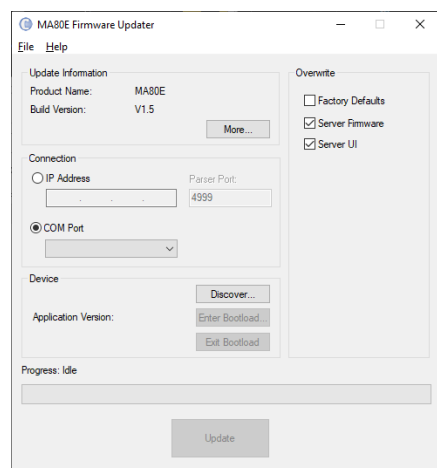 MA80E Firmware Updater
File Help
Update Information
Product Name: MA80E
Build Version: V1.5
More...
Connection
IP Address
Parser Port:
. . .
4999
COM Port
Device
Discover...
Application Version:
Enter Bootload...
Exit Bootload
Overwrite
Factory Defaults
Server Firmware
Server UI
Progress: Idle
Update